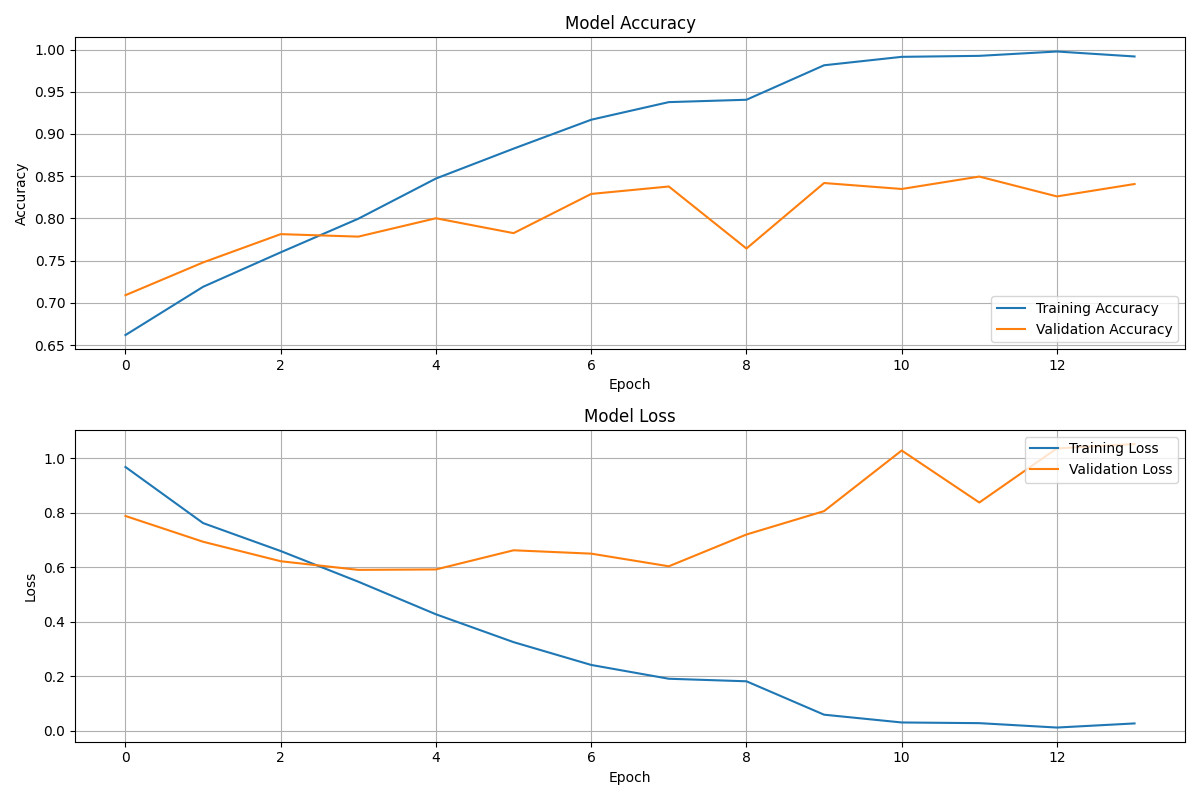 Model Accuracy
1.00
0.95
0.90
0.85
0.80
0.75
0.70
0.65
Accuracy
Training Accuracy
Validation Accuracy
0 2 4 6 8 10 12
Epoch
Model Loss
1.0
0.8
0.6
0.4
0.2
0.0
Loss
Training Loss
Validation Loss
0 2 4 6 8 10 12
Epoch